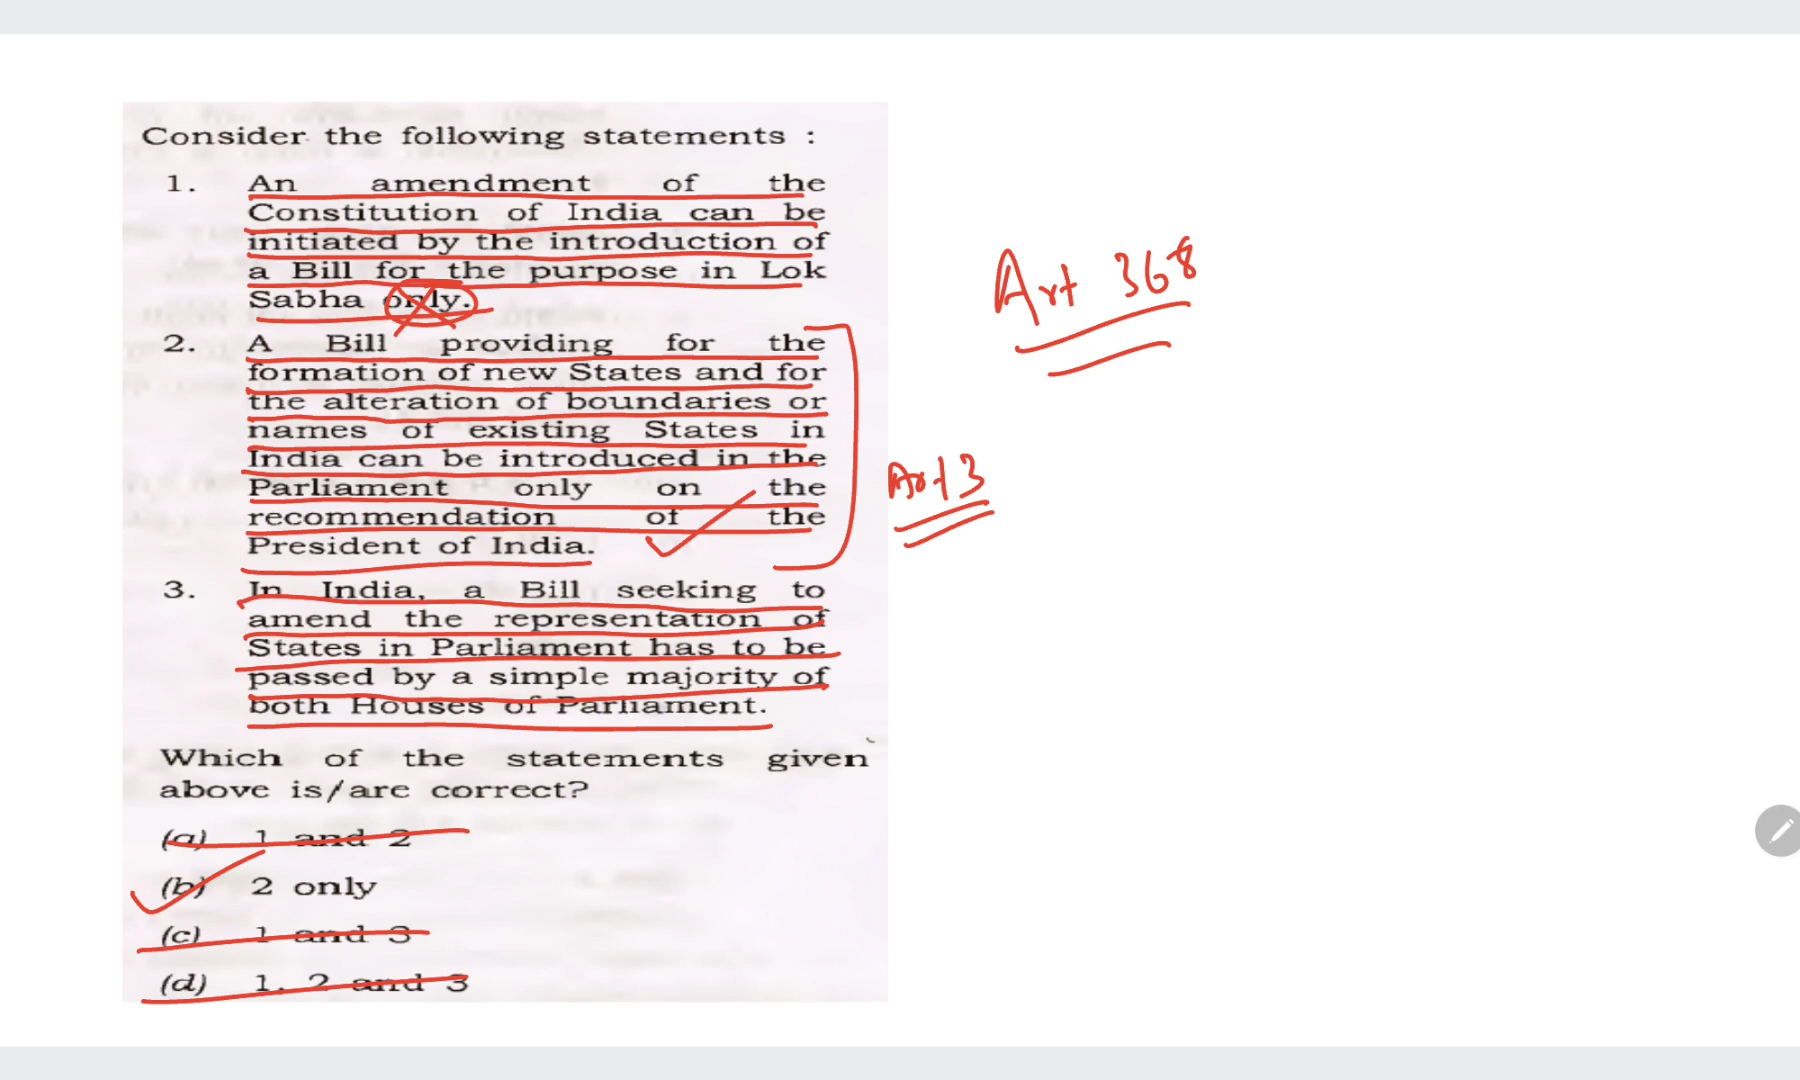 Consider the following statements :
1. An amendment of the
Constitution of India can be
initiated by the introduction of
a Bill for the purpose in Lok
Sabha only.
Art 368
2. A Bill providing for the
formation of new States and for
the alteration of boundaries or
names of existing States in
India can be introduced in the
Parliament only on the
recommendation of the
President of India.
Art 3
3. In India, a Bill seeking to
amend the representation of
States in Parliament has to be
passed by a simple majority of
both Houses of Parliament.
Which of the statements given
above is/are correct?
(a) 1 and 2
(b) 2 only
(c) 1 and 3
(d) 1, 2 and 3